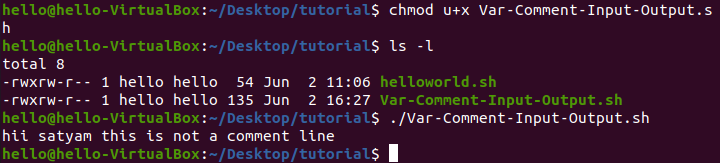 hello@hello-VirtualBox:~/Desktop/tutorial$ chmod u+x Var-Comment-Input-Output.s
h
hello@hello-VirtualBox:~/Desktop/tutorial$ ls -l
total 8
-rwxrw-r-- 1 hello hello  54 Jun  2 11:06 helloworld.sh
-rwxrw-r-- 1 hello hello 135 Jun  2 16:27 Var-Comment-Input-Output.sh
hello@hello-VirtualBox:~/Desktop/tutorial$ ./Var-Comment-Input-Output.sh
hii satyam this is not a comment line
hello@hello-VirtualBox:~/Desktop/tutorial$